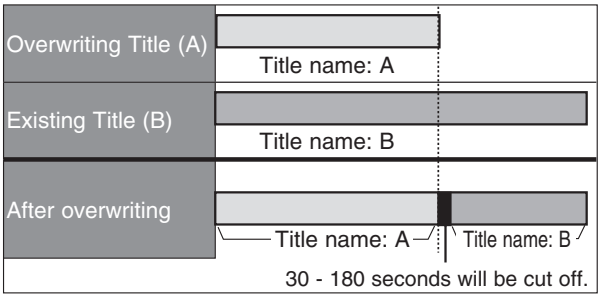 Overwriting Title (A)
Title name: A
Existing Title (B)
Title name: B
After overwriting
Title name: A Title name: B
30 - 180 seconds will be cut off.